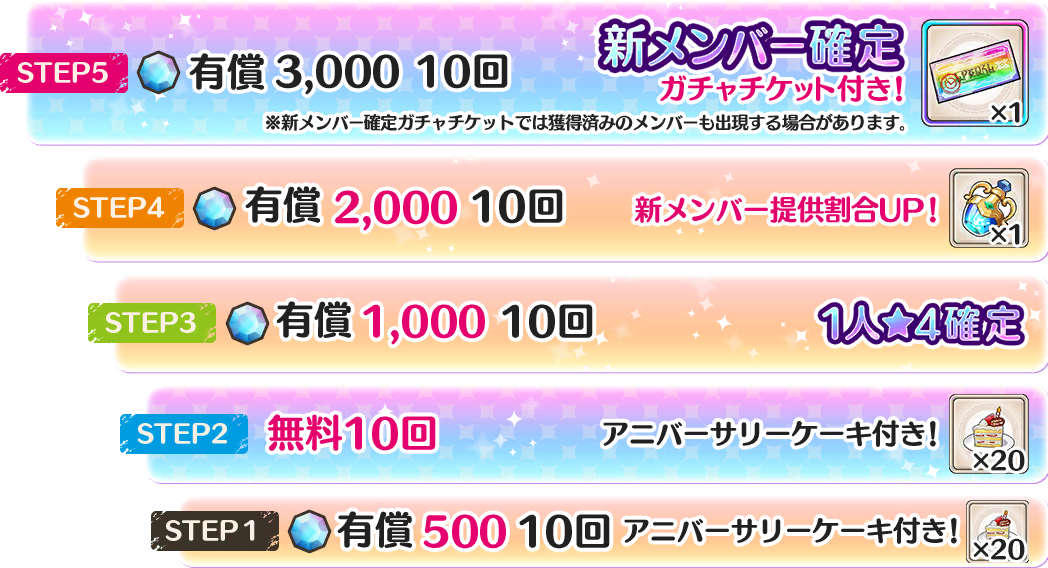 STEP5 有償 3,000 10回 新メンバー確定
ガチャチケット付き!
×1
※新メンバー確定ガチャチケットでは獲得済みのメンバーも出現する場合があります。
STEP4 有償 2,000 10回 新メンバー提供割合UP! ×1
STEP3 有償 1,000 10回 1人★4確定
STEP2 無料10回 アニバーサリーケーキ付き! ×20
STEP1 有償 500 10回 アニバーサリーケーキ付き! ×20